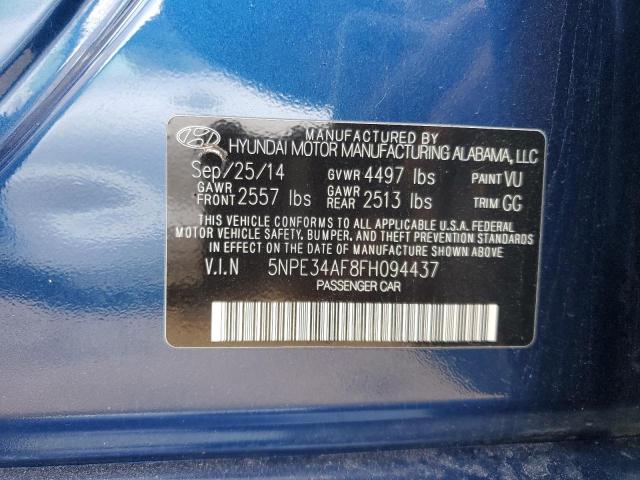 MANUFACTURED BY
HYUNDAI MOTOR MANUFACTURING ALABAMA, LLC
Sep/25/14 GVWR 4497 lbs PAINT VU
GAWR FRONT 2557 lbs GAWR REAR 2513 lbs TRIM GG
THIS VEHICLE CONFORMS TO ALL APPLICABLE U.S.A. FEDERAL
MOTOR VEHICLE SAFETY, BUMPER, AND THEFT PREVENTION STANDARDS
IN EFFECT ON THE DATE OF MANUFACTURE SHOWN ABOVE
V.I.N 5NPE34AF8FH094437
PASSENGER CAR